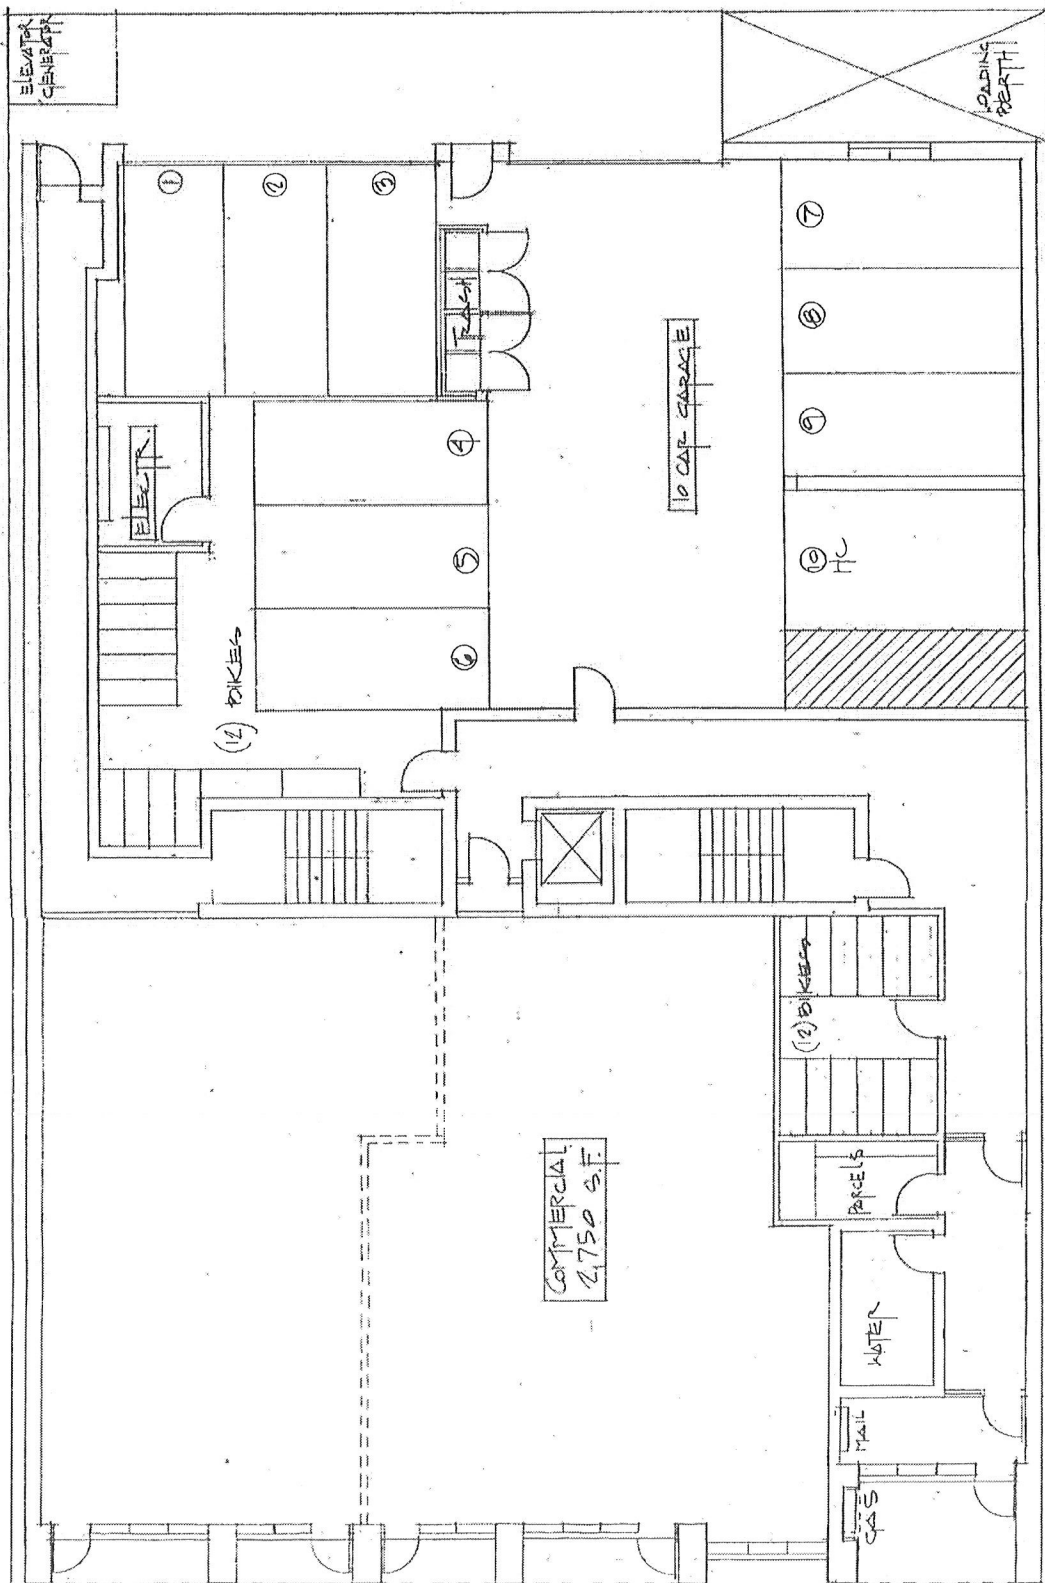 ELEVATOR
GENERATOR
LOADING
BERTH
1
2
3
TRASH
7
8
9
10
HC
10 CAR GARAGE
ELECTR.
4
5
6
(12) BIKES
(12) BIKES
COMMERCIAL
2,750 S.F.
PARCELS
WATER
MAIL
GAS